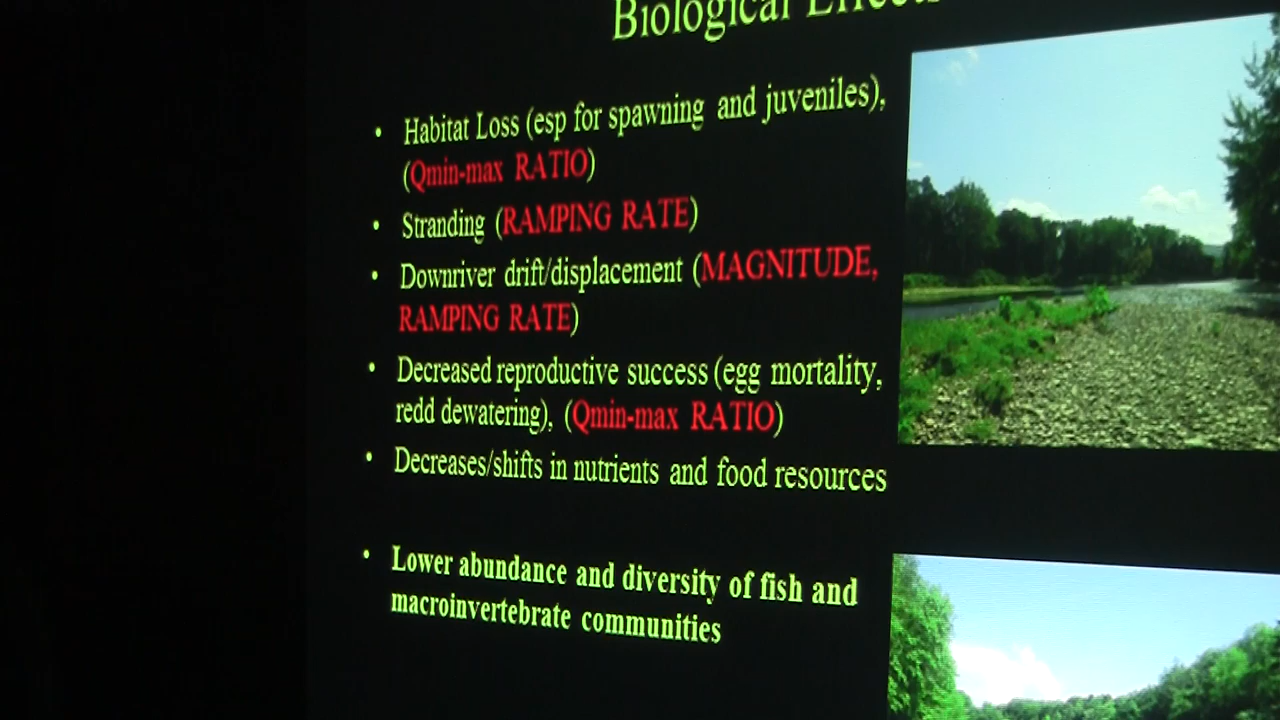 Biological Effects
• Habitat Loss (esp for spawning and juveniles),
(Qmin-max RATIO)
• Stranding (RAMPING RATE)
• Downriver drift/displacement (MAGNITUDE,
RAMPING RATE)
• Decreased reproductive success (egg mortality,
redd dewatering), (Qmin-max RATIO)
• Decreases/shifts in nutrients and food resources
• Lower abundance and diversity of fish and
macroinvertebrate communities